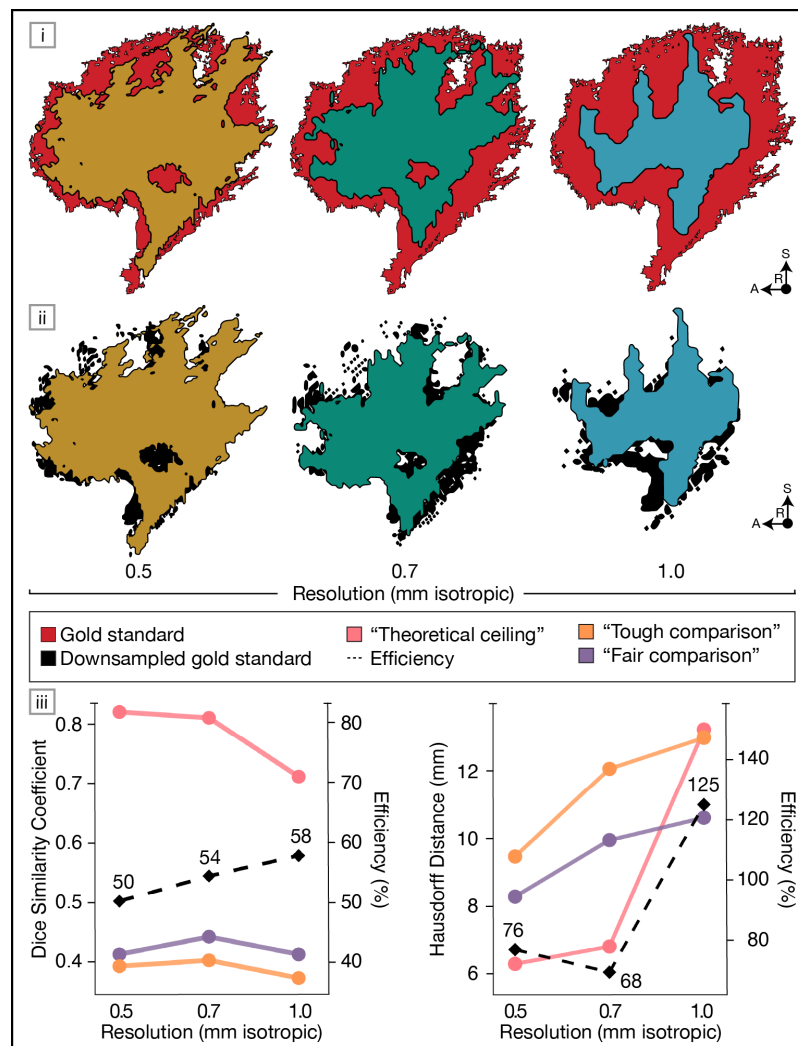 i
S
R
A
ii
S
R
A
0.5 0.7 1.0
Resolution (mm isotropic)
Gold standard
Downsampled gold standard
“Theoretical ceiling”
Efficiency
“Tough comparison”
“Fair comparison”
iii
Dice Similarity Coefficient
0.8
0.7
0.6
0.5
0.4
50
54
58
80
70
60
50
40
Efficiency (%)
0.5 0.7 1.0
Resolution (mm isotropic)
Hausdorff Distance (mm)
12
10
8
6
76
68
125
140
120
100
80
Efficiency (%)
0.5 0.7 1.0
Resolution (mm isotropic)